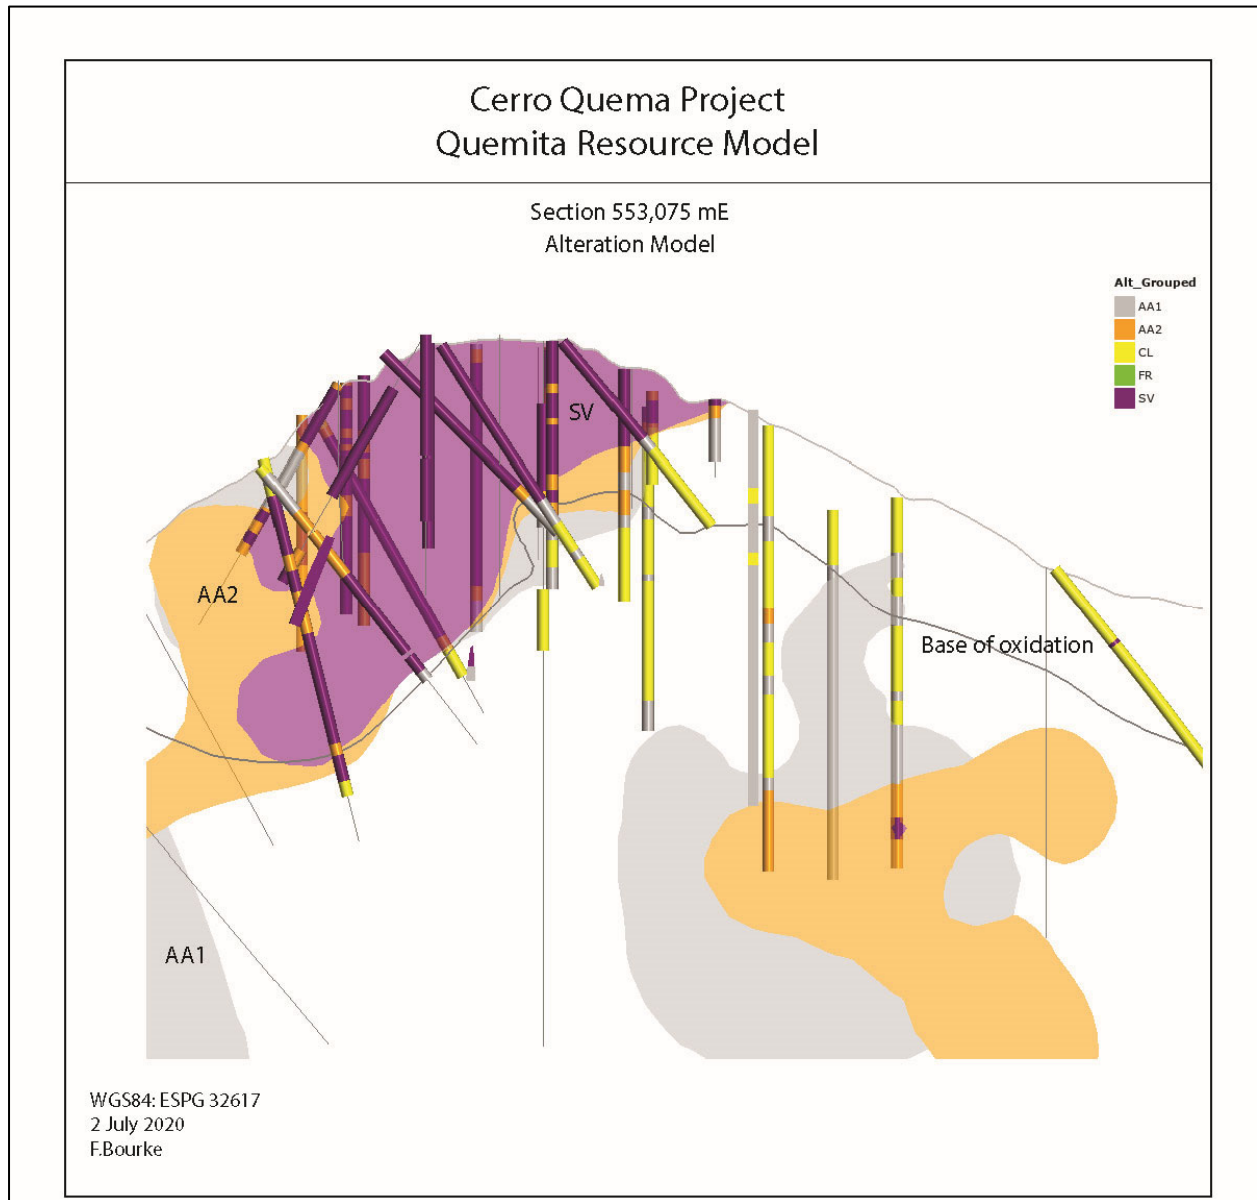 Cerro Quema Project
Quemita Resource Model
Section 553,075 mE
Alteration Model
Alt_Grouped
AA1
AA2
CL
FR
SV
SV
AA2
Base of oxidation
AA1
WGS84: ESPG 32617
2 July 2020
F.Bourke